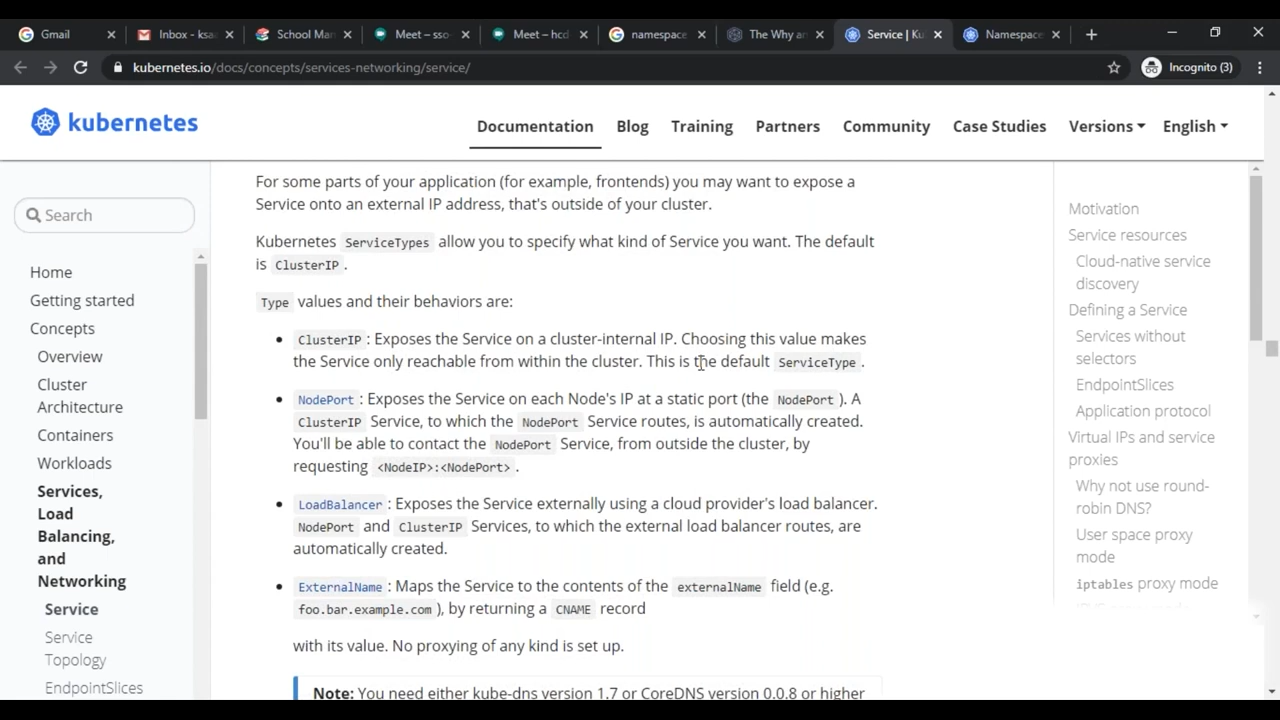 Gmail
Inbox - ksa
School Man
Meet – sso
Meet – hcd
namespace
The Why an
Service | Ku
Namespace
kubernetes.io/docs/concepts/services-networking/service/
Incognito (3)
kubernetes
Documentation
Blog
Training
Partners
Community
Case Studies
Versions
English
Search
Home
Getting started
Concepts
Overview
Cluster
Architecture
Containers
Workloads
Services,
Load
Balancing,
and
Networking
Service
Service
Topology
EndpointSlices
For some parts of your application (for example, frontends) you may want to expose a
Service onto an external IP address, that's outside of your cluster.
Kubernetes ServiceTypes allow you to specify what kind of Service you want. The default
is ClusterIP .
Type values and their behaviors are:
• ClusterIP : Exposes the Service on a cluster-internal IP. Choosing this value makes
the Service only reachable from within the cluster. This is the default ServiceType .
• NodePort : Exposes the Service on each Node's IP at a static port (the NodePort ). A
ClusterIP Service, to which the NodePort Service routes, is automatically created.
You'll be able to contact the NodePort Service, from outside the cluster, by
requesting <NodeIP>:<NodePort> .
• LoadBalancer : Exposes the Service externally using a cloud provider's load balancer.
NodePort and ClusterIP Services, to which the external load balancer routes, are
automatically created.
• ExternalName : Maps the Service to the contents of the externalName field (e.g.
foo.bar.example.com ), by returning a CNAME record
with its value. No proxying of any kind is set up.
Note: You need either kube-dns version 1.7 or CoreDNS version 0.0.8 or higher
Motivation
Service resources
Cloud-native service
discovery
Defining a Service
Services without
selectors
EndpointSlices
Application protocol
Virtual IPs and service
proxies
Why not use round-
robin DNS?
User space proxy
mode
iptables proxy mode